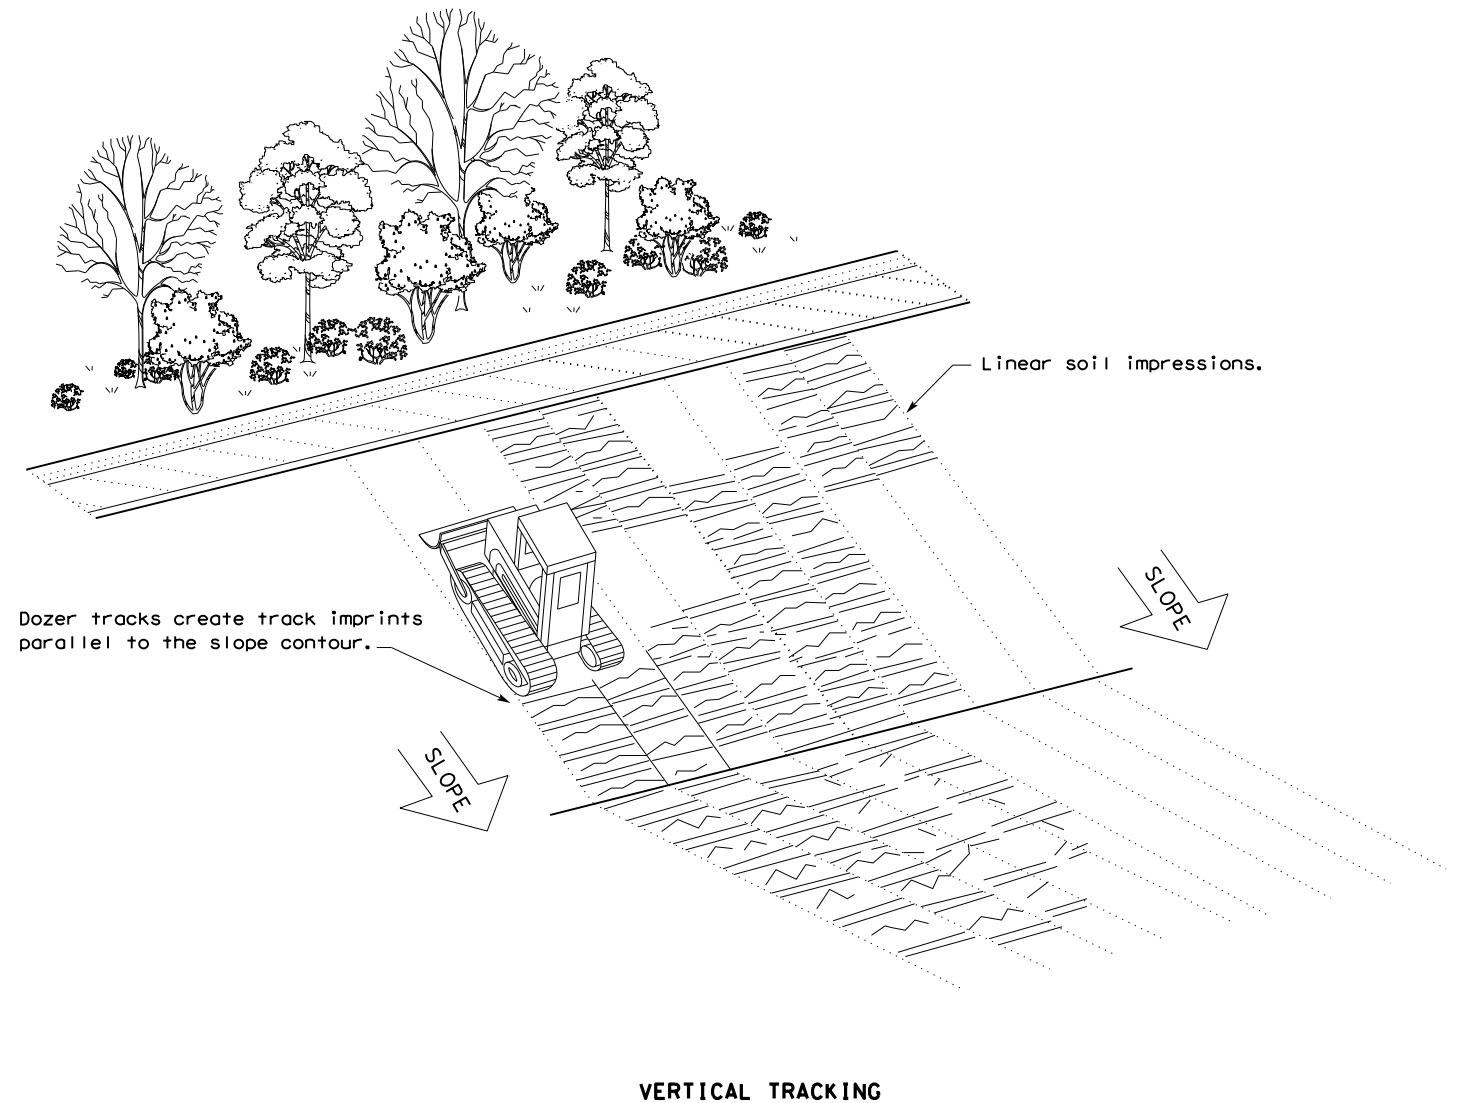 Linear soil impressions.
SLOPE
Dozer tracks create track imprints
parallel to the slope contour.
SLOPE
VERTICAL TRACKING